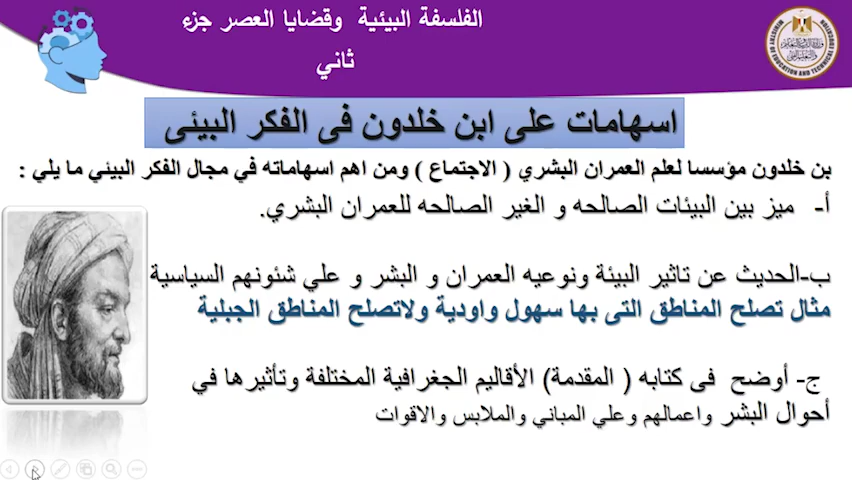 الفلسفة البيئية وقضايا العصر جزء
ثاني
اسهامات على ابن خلدون فى الفكر البيئى
بن خلدون مؤسسا لعلم العمران البشري ( الاجتماع ) ومن اهم اسهاماته في مجال الفكر البيئي ما يلي :
أ- ميز بين البيئات الصالحه و الغير الصالحه للعمران البشري.
ب-الحديث عن تاثير البيئة ونوعيه العمران و البشر و علي شئونهم السياسية
مثال تصلح المناطق التى بها سهول واودية ولاتصلح المناطق الجبلية
ج- أوضح فى كتابه ( المقدمة) الأقاليم الجغرافية المختلفة وتأثيرها في
أحوال البشر واعمالهم وعلي المباني والملابس والاقوات